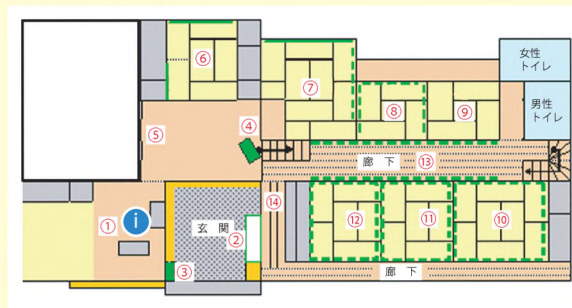 女性
トイレ
⑥
⑦
⑧
⑨
男性
トイレ
⑤
④
廊 下
⑬
⑭
i
①
玄 関
②
⑫
⑪
⑩
③
廊 下